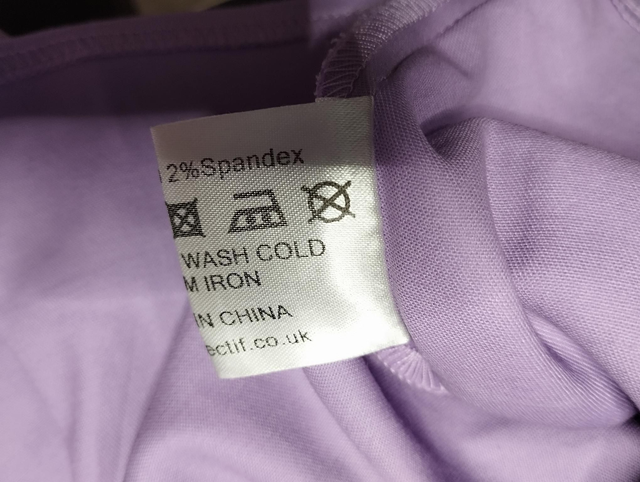 2%Spandex
WASH COLD
M IRON
IN CHINA
ectif.co.uk